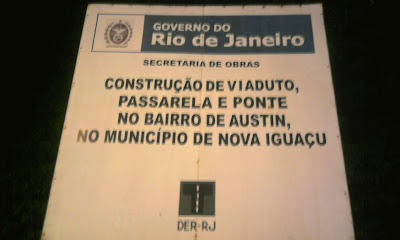 GOVERNO DO
Rio de Janeiro
SECRETARIA DE OBRAS
CONSTRUÇÃO DE VIADUTO,
PASSARELA E PONTE
NO BAIRRO DE AUSTIN,
NO MUNICÍPIO DE NOVA IGUAÇU
DER-RJ